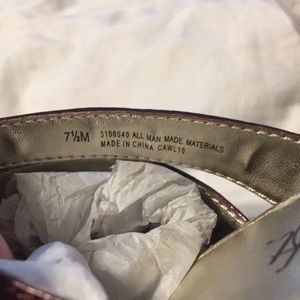 7½M
3100540 ALL MAN MADE MATERIALS
MADE IN CHINA CAWL10